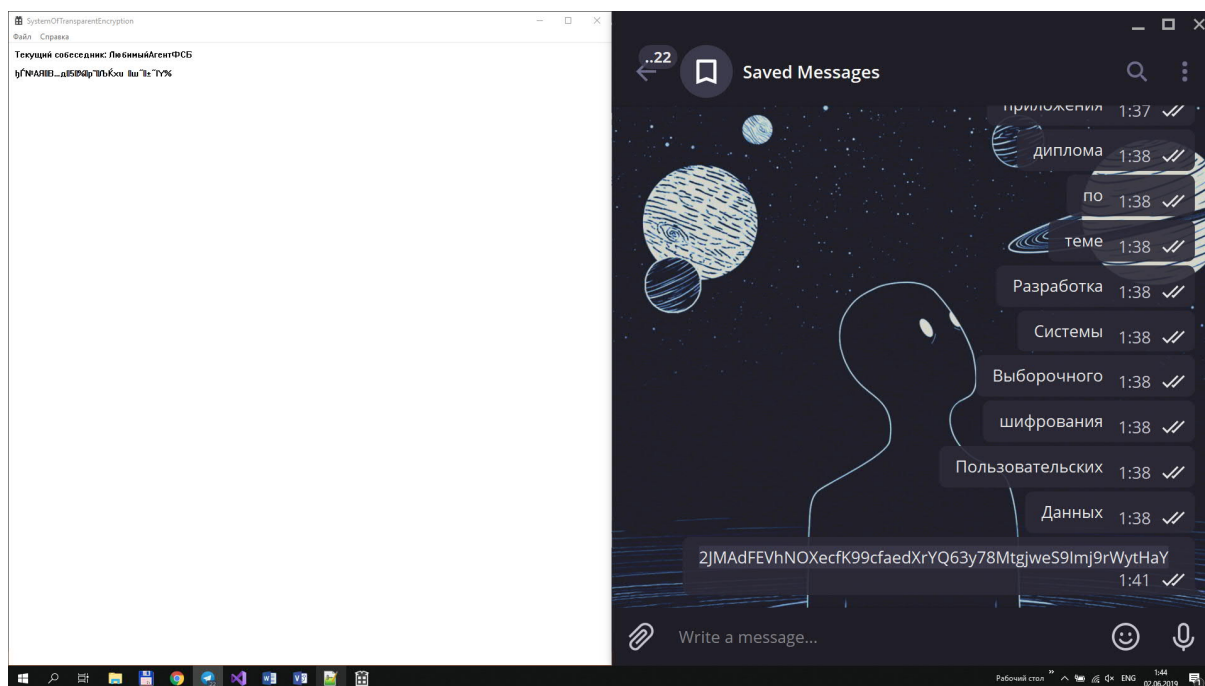 SystemOfTransparentEncryption
Файл Справка
Текущий собеседник: ЛюбимыйАгентФСБ
..22
Saved Messages
приложения 1:37
диплома 1:38
по 1:38
теме 1:38
Разработка 1:38
Системы 1:38
Выборочного 1:38
шифрования 1:38
Пользовательских 1:38
Данных 1:38
2JMAdFEVhNOXecfK99cfaedXrYQ63y78MtgjweS9Imj9rWytHaY
1:41
Write a message...
Рабочий стол
ENG
1:44
02.06.2019